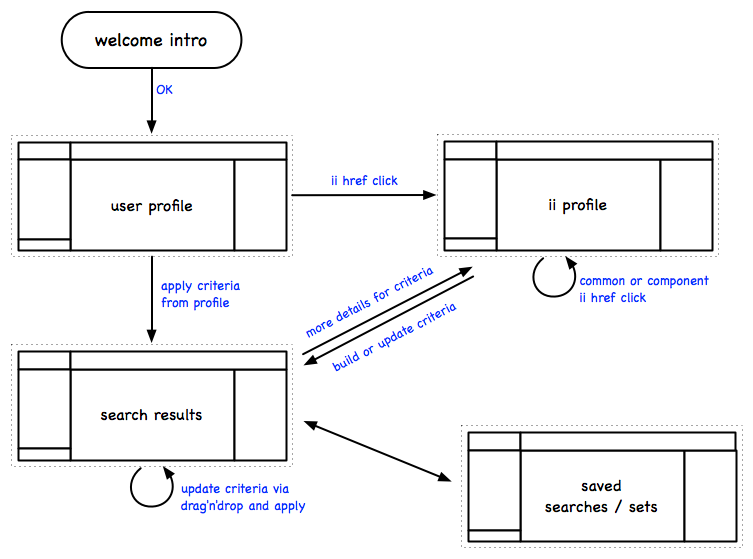 welcome intro
OK
user profile
ii href click
ii profile
apply criteria
from profile
more details for criteria
build or update criteria
common or component
ii href click
search results
update criteria via
drag'n'drop and apply
saved
searches / sets